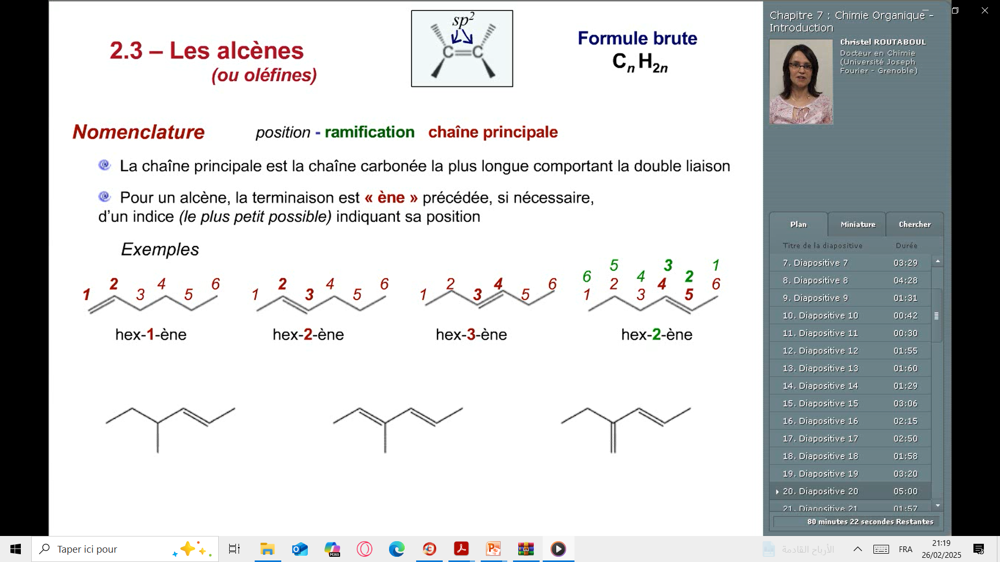 2.3 – Les alcènes
(ou oléfines)
sp²
C=C
Formule brute
CnH2n
Nomenclature
position - ramification chaîne principale
La chaîne principale est la chaîne carbonée la plus longue comportant la double liaison
Pour un alcène, la terminaison est « ène » précédée, si nécessaire,
d'un indice (le plus petit possible) indiquant sa position
Exemples
1 2 3 4 5 6
hex-1-ène
1 2 3 4 5 6
hex-2-ène
1 2 3 4 5 6
hex-3-ène
6 5 4 3 2 1
1 2 3 4 5 6
hex-2-ène
Chapitre 7 : Chimie Organique -
Introduction
Christel ROUTABOUL
Docteur en Chimie
(Université Joseph
Fourier - Grenoble)
Plan
Miniature
Chercher
Titre de la diapositive Durée
7. Diapositive 7 03:29
8. Diapositive 8 04:28
9. Diapositive 9 01:31
10. Diapositive 10 00:42
11. Diapositive 11 00:30
12. Diapositive 12 01:55
13. Diapositive 13 01:60
14. Diapositive 14 01:29
15. Diapositive 15 03:06
16. Diapositive 16 02:15
17. Diapositive 17 02:50
18. Diapositive 18 01:58
19. Diapositive 19 03:20
20. Diapositive 20 05:00
21. Diapositive 21 01:57
80 minutes 22 secondes Restantes
Taper ici pour
M365
الأرباح القادمة
FRA
21:19
26/02/2025